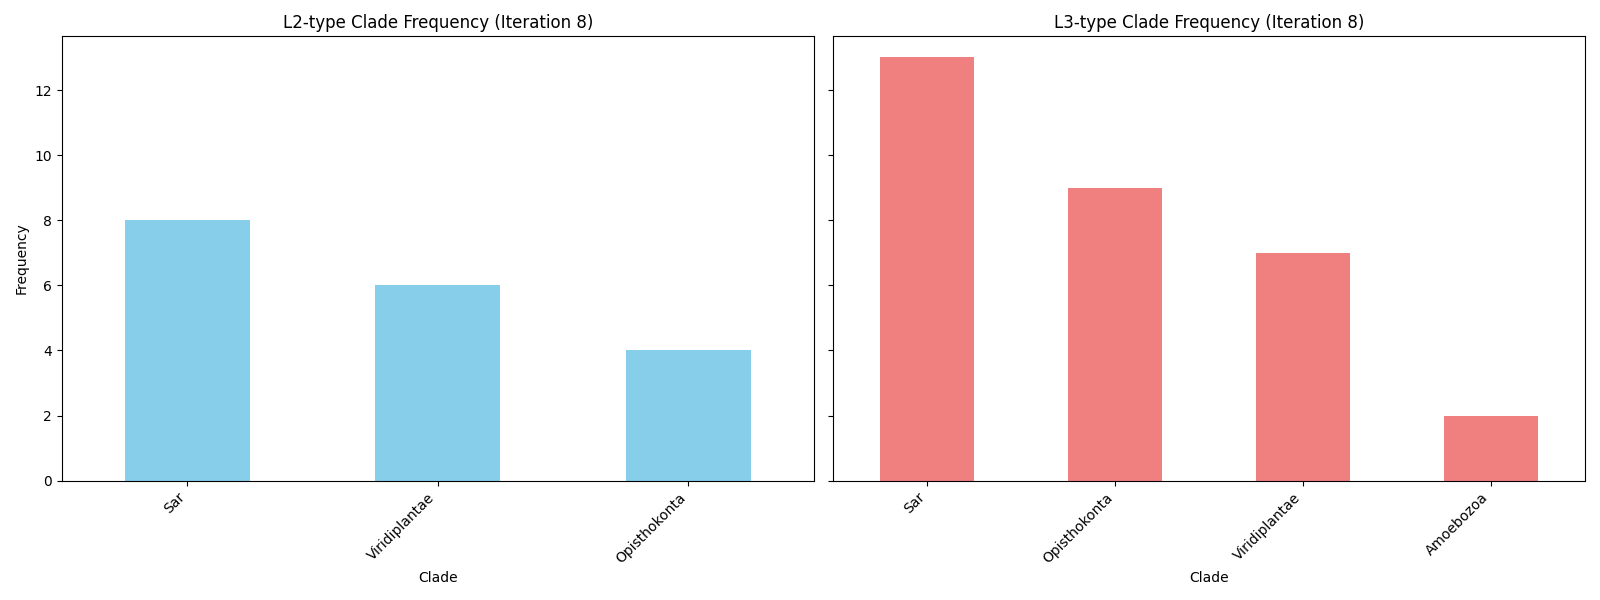 L2-type Clade Frequency (Iteration 8)
Frequency
12
10
8
6
4
2
0
Sar
Viridiplantae
Opisthokonta
Clade
L3-type Clade Frequency (Iteration 8)
Sar
Opisthokonta
Viridiplantae
Amoebozoa
Clade